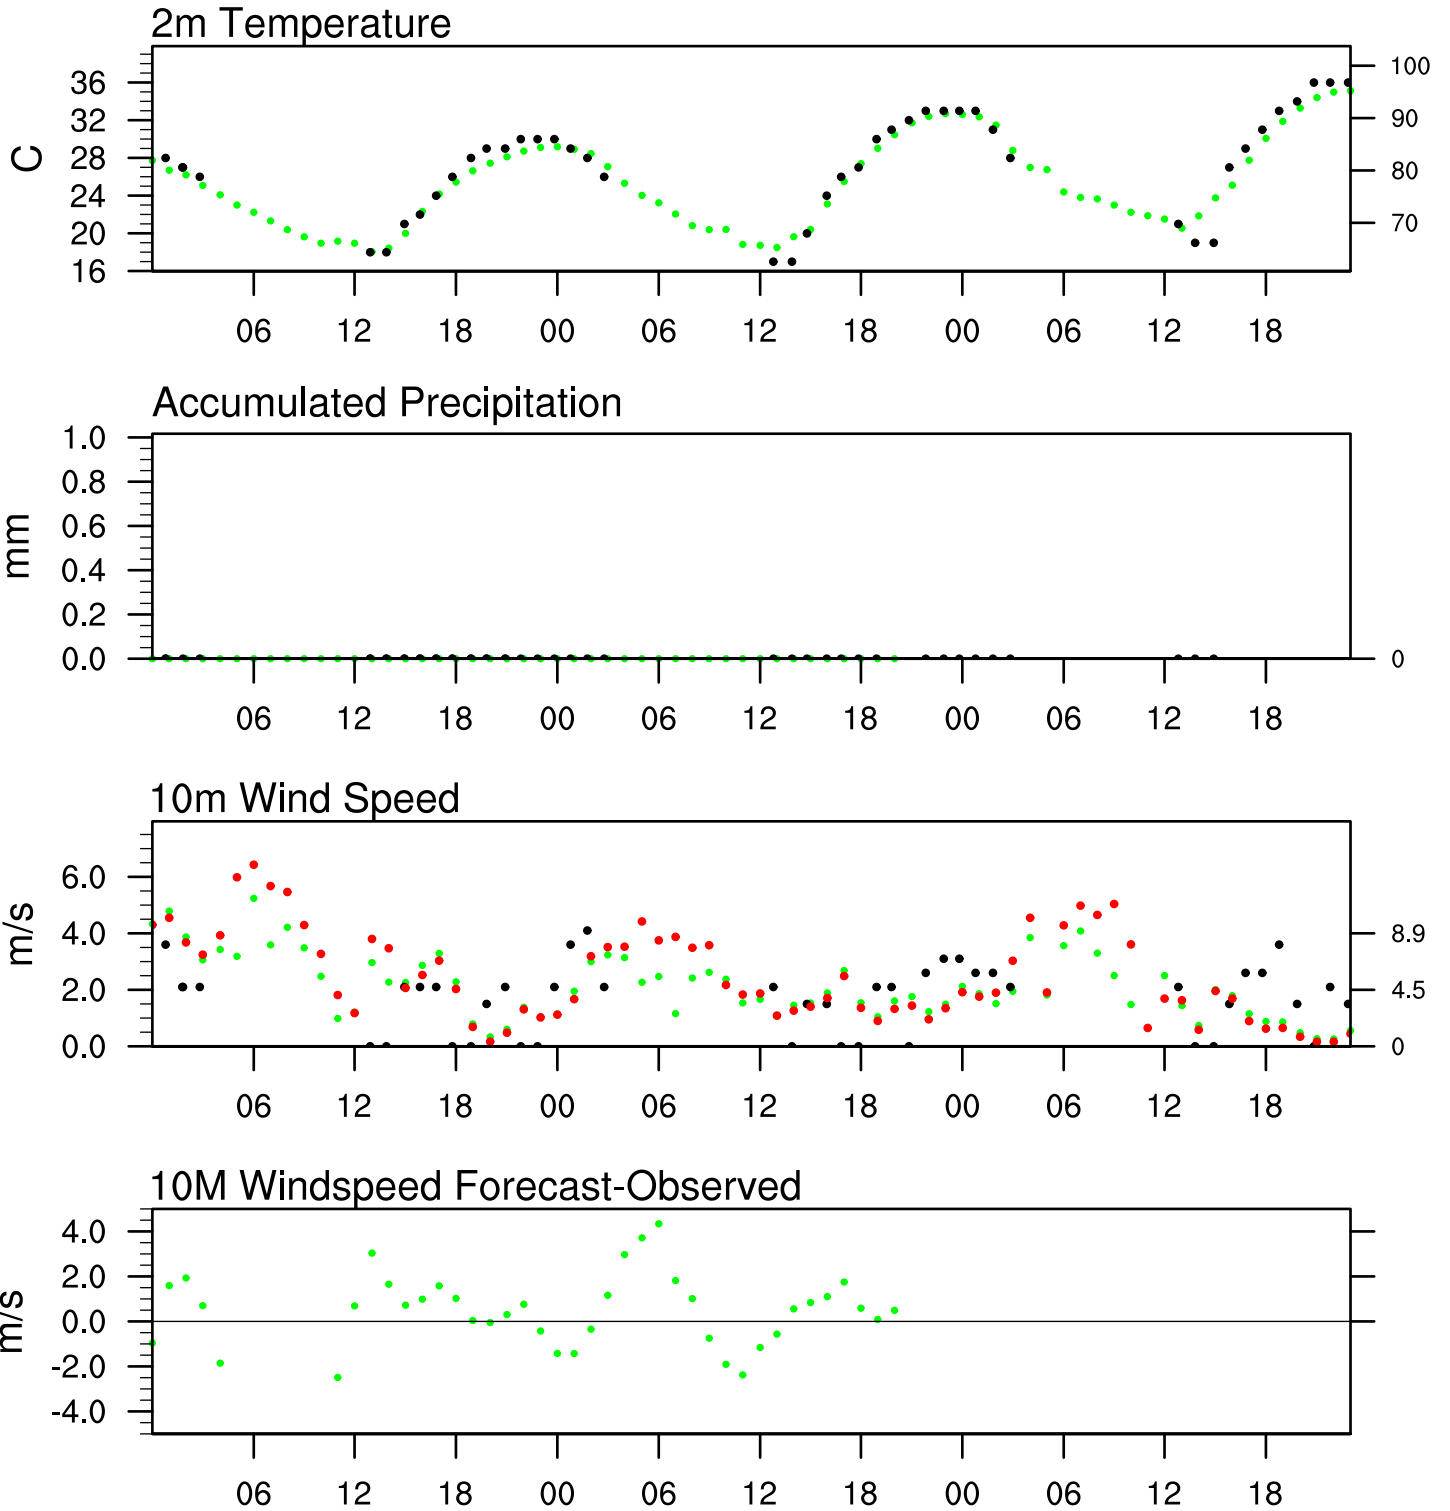 2m Temperature
36
32
28
24
20
16
C
100
90
80
70
06 12 18 00 06 12 18 00 06 12 18
Accumulated Precipitation
1.0
0.8
0.6
0.4
0.2
0.0
mm
0
06 12 18 00 06 12 18 00 06 12 18
10m Wind Speed
6.0
4.0
2.0
0.0
m/s
8.9
4.5
0
06 12 18 00 06 12 18 00 06 12 18
10M Windspeed Forecast-Observed
4.0
2.0
0.0
-2.0
-4.0
m/s
06 12 18 00 06 12 18 00 06 12 18